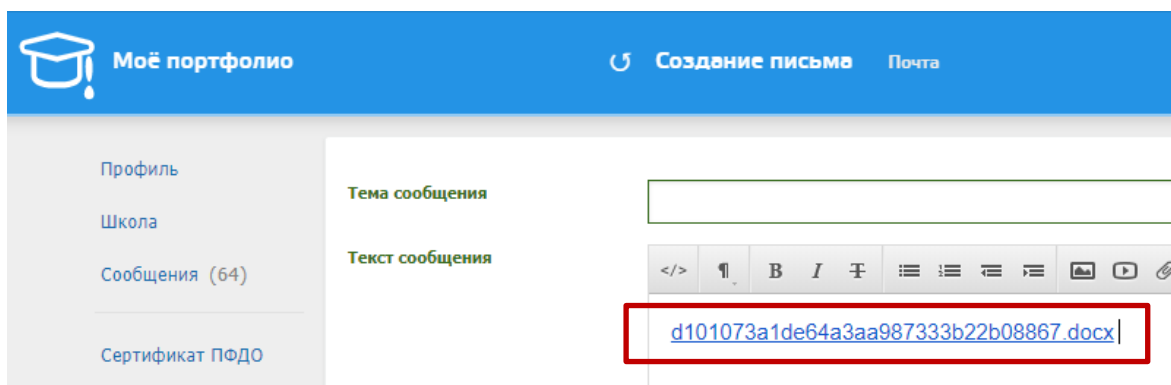 Моё портфолио
Создание письма Почта
Профиль
Школа
Сообщения (64)
Сертификат ПФДО
Тема сообщения
Текст сообщения
</> ¶ B I T
d101073a1de64a3aa987333b22b08867.docx